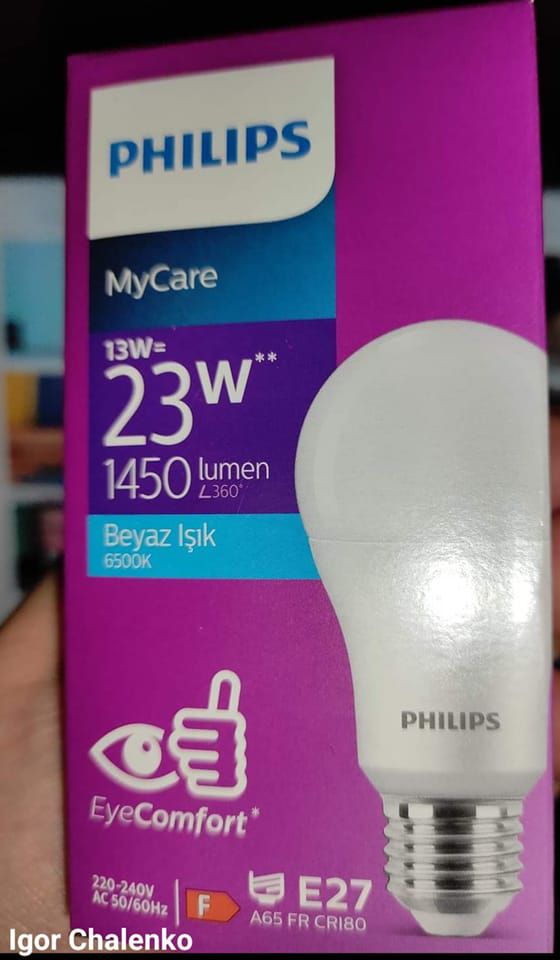 PHILIPS
MyCare
13W=
23W**
1450 lumen
∠360°
Beyaz Işık
6500K
PHILIPS
EyeComfort*
220-240V
AC 50/60Hz
F
E27
A65 FR CRI80
Igor Chalenko